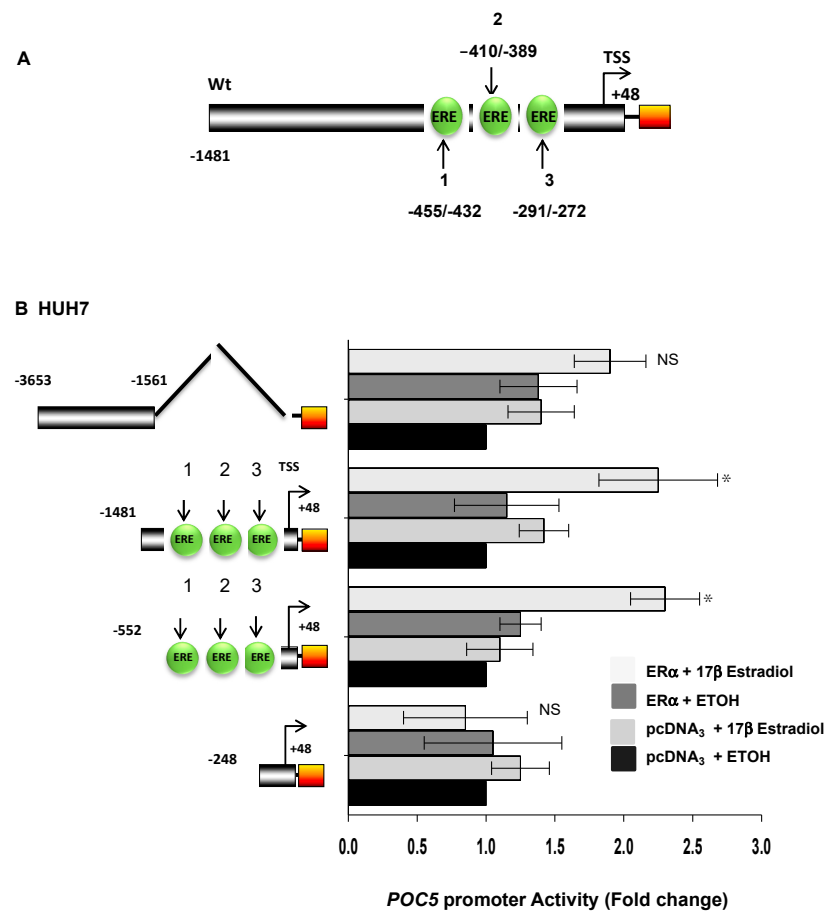 2
A
−410/-389
TSS
Wt
+48
ERE ERE ERE
-1481
1
3
-455/-432
-291/-272
B HUH7
-3653
-1561
NS
1 2 3 TSS
-1481
+48
ERE ERE ERE
*
1 2 3
-552
+48
ERE ERE ERE
*
ERα + 17β Estradiol
ERα + ETOH
pcDNA3 + 17β Estradiol
pcDNA3 + ETOH
NS
-248
+48
0.0 0.5 1.0 1.5 2.0 2.5 3.0
POC5 promoter Activity (Fold change)